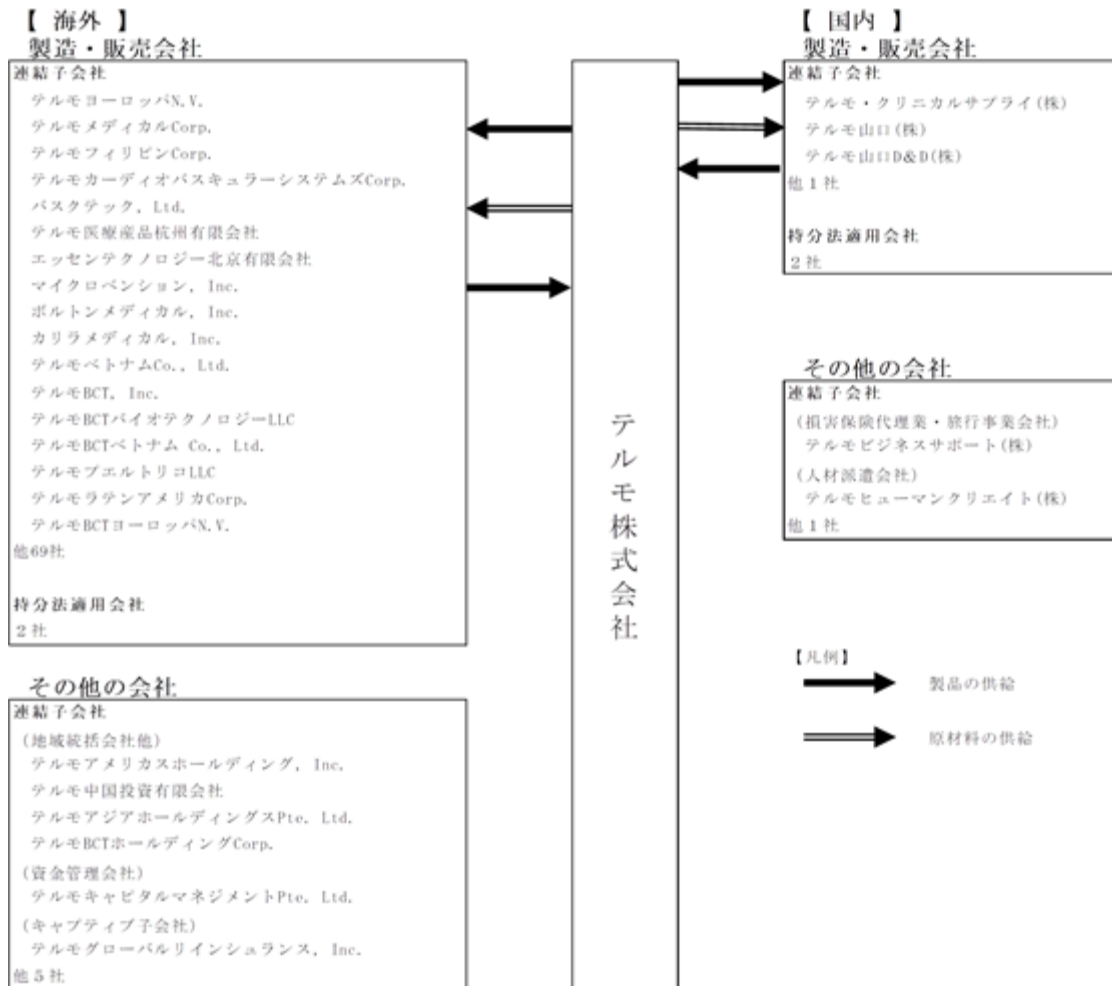 【 海外 】
製造・販売会社
連結子会社
テルモヨーロッパN.V.
テルモメディカルCorp.
テルモフィリピンCorp.
テルモカーディオバスキュラーシステムズCorp.
バスクテック, Ltd.
テルモ医療産品杭州有限会社
エッセンテクノロジー北京有限会社
マイクロベンション, Inc.
ボルトンメディカル, Inc.
カリラメディカル, Inc.
テルモベトナムCo., Ltd.
テルモBCT, Inc.
テルモBCTバイオテクノロジーLLC
テルモBCTベトナム Co., Ltd.
テルモプエルトリコLLC
テルモラテンアメリカCorp.
テルモBCTヨーロッパN.V.
他69社
持分法適用会社
2社
その他の会社
連結子会社
(地域統括会社他)
テルモアメリカスホールディング, Inc.
テルモ中国投資有限会社
テルモアジアホールディングスPte. Ltd.
テルモBCTホールディングCorp.
(資金管理会社)
テルモキャピタルマネジメントPte. Ltd.
(キャプティブ子会社)
テルモグローバルリインシュランス, Inc.
他5社
テルモ株式会社
【 国内 】
製造・販売会社
連結子会社
テルモ・クリニカルサプライ(株)
テルモ山口(株)
テルモ山口D&D(株)
他1社
持分法適用会社
2社
その他の会社
連結子会社
(損害保険代理業・旅行事業会社)
テルモビジネスサポート(株)
(人材派遣会社)
テルモヒューマンクリエイト(株)
他1社
【凡例】
製品の供給
原材料の供給